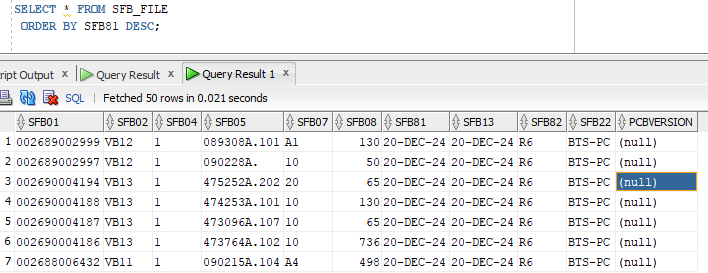 SELECT * FROM SFB_FILE
ORDER BY SFB81 DESC;
ript Output x Query Result x Query Result 1 x
SQL | Fetched 50 rows in 0.021 seconds
SFB01 SFB02 SFB04 SFB05 SFB07 SFB08 SFB81 SFB13 SFB82 SFB22 PCBVERSION
1 002689002999 VB12 1 089308A.101 A1 130 20-DEC-24 20-DEC-24 R6 BTS-PC (null)
2 002689002997 VB12 1 090228A. 10 50 20-DEC-24 20-DEC-24 R6 BTS-PC (null)
3 002690004194 VB13 1 475252A.202 20 65 20-DEC-24 20-DEC-24 R6 BTS-PC (null)
4 002690004188 VB13 1 474253A.101 10 130 20-DEC-24 20-DEC-24 R6 BTS-PC (null)
5 002690004187 VB13 1 473096A.107 10 65 20-DEC-24 20-DEC-24 R6 BTS-PC (null)
6 002690004186 VB13 1 473764A.102 10 736 20-DEC-24 20-DEC-24 R6 BTS-PC (null)
7 002688006432 VB11 1 090215A.104 A4 498 20-DEC-24 20-DEC-24 R6 BTS-PC (null)